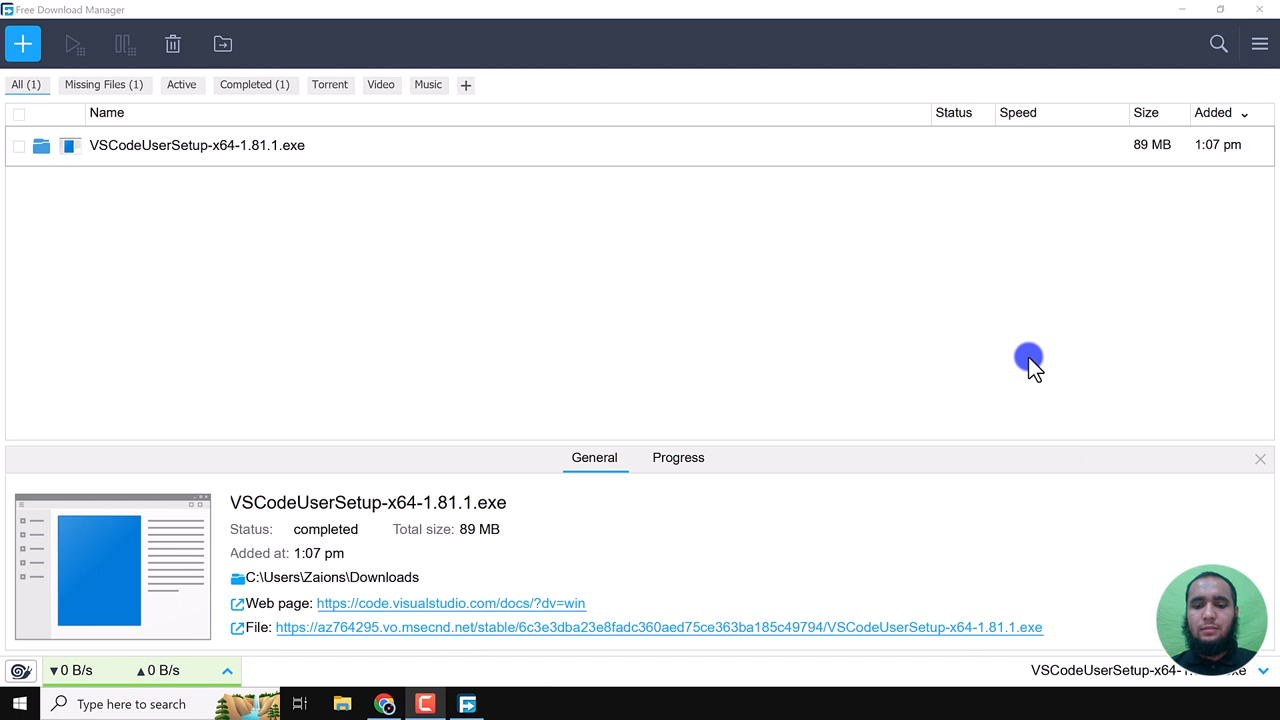 Free Download Manager
All (1) Missing Files (1) Active Completed (1) Torrent Video Music
Name Status Speed Size Added
VSCodeUserSetup-x64-1.81.1.exe 89 MB 1:07 pm
General Progress
VSCodeUserSetup-x64-1.81.1.exe
Status: completed Total size: 89 MB
Added at: 1:07 pm
C:\Users\Zaions\Downloads
Web page: https://code.visualstudio.com/docs/?dv=win
File: https://az764295.vo.msecnd.net/stable/6c3e3dba23e8fadc360aed75ce363ba185c49794/VSCodeUserSetup-x64-1.81.1.exe
0 B/s 0 B/s VSCodeUserSetup-x64-
Type here to search